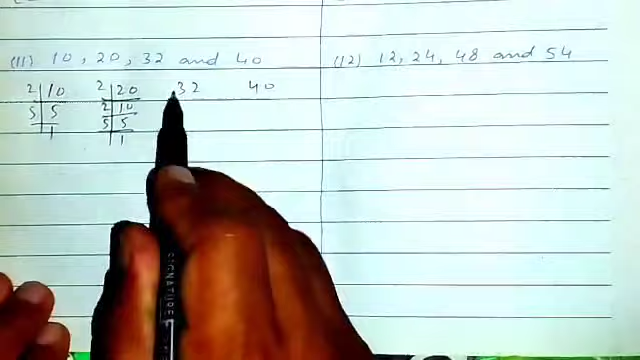 (11) 10, 20, 32 and 40
(12) 12, 24, 48 and 54
2 10 2 20 32 40
5 5 2 10
1 5 5
1
SIGNATURE